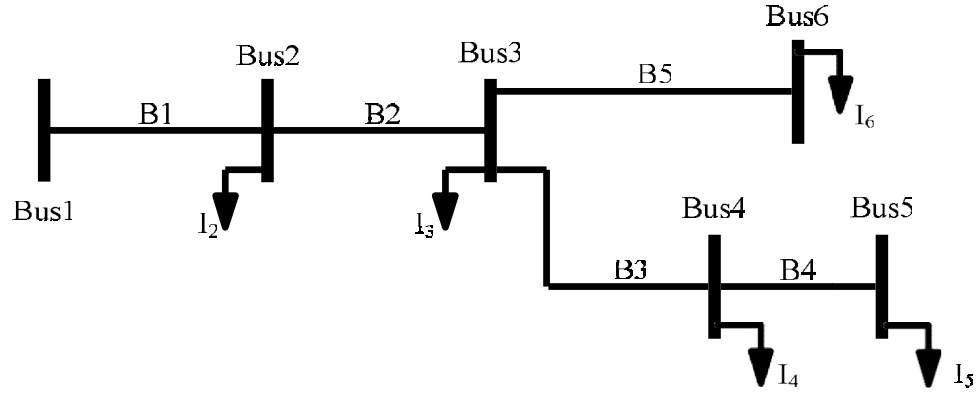 Bus6
Bus2
Bus3
B5
B1
B2
I₆
Bus1
I₂
I₃
Bus4
Bus5
B3
B4
I₄
I₅